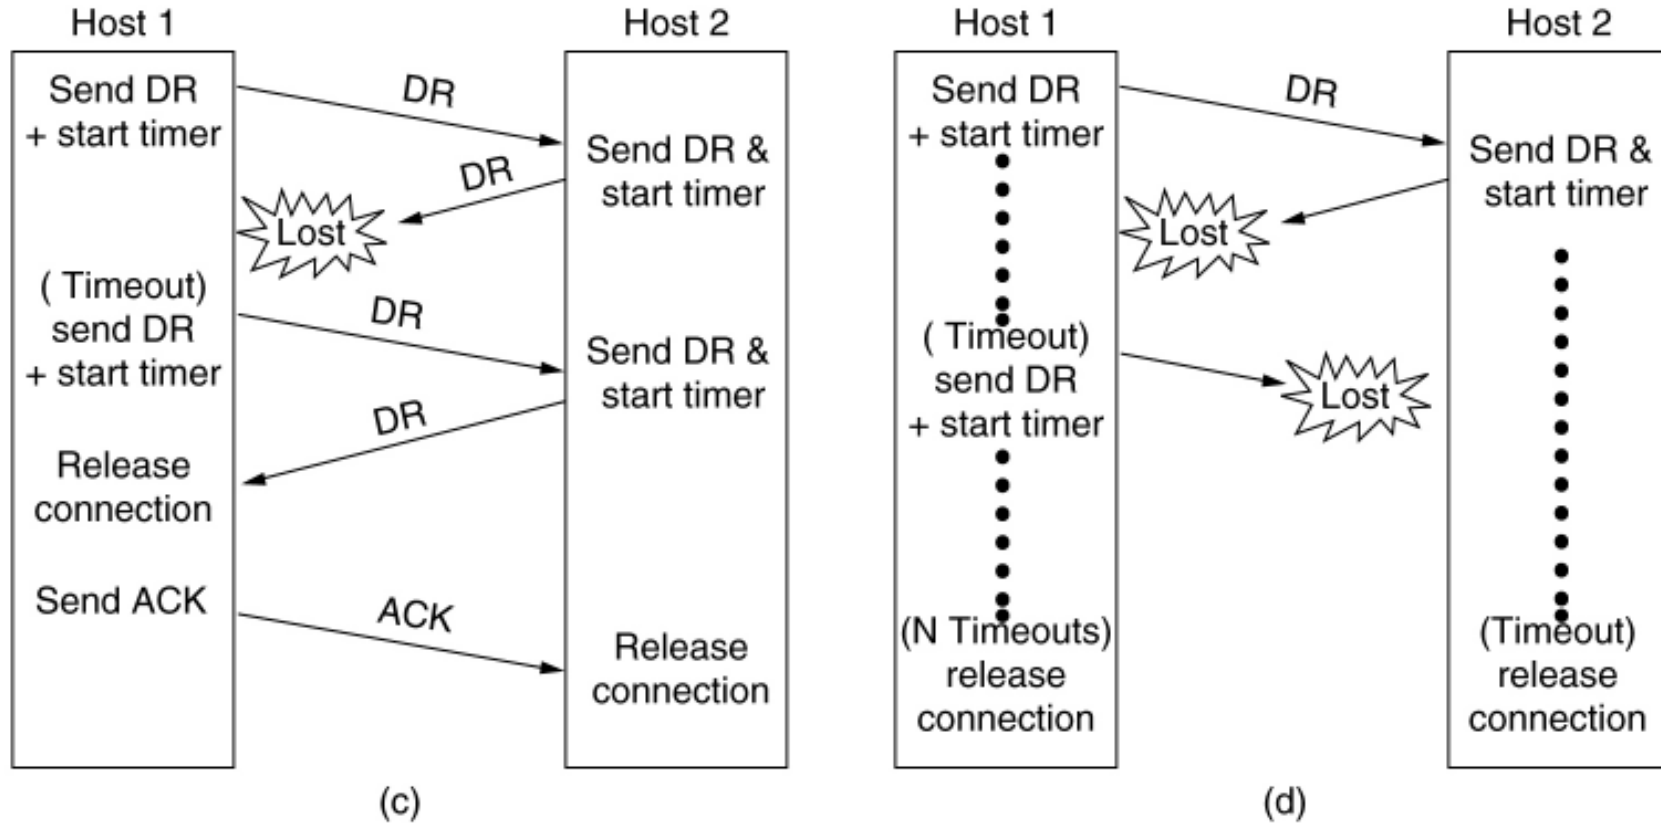 Host 1
Send DR
+ start timer
( Timeout)
send DR
+ start timer
Release
connection
Send ACK
DR
DR
Lost
DR
DR
ACK
Host 2
Send DR &
start timer
Send DR &
start timer
Release
connection
(c)
Host 1
Send DR
+ start timer
( Timeout)
send DR
+ start timer
(N Timeouts)
release
connection
DR
Lost
Lost
Host 2
Send DR &
start timer
(Timeout)
release
connection
(d)